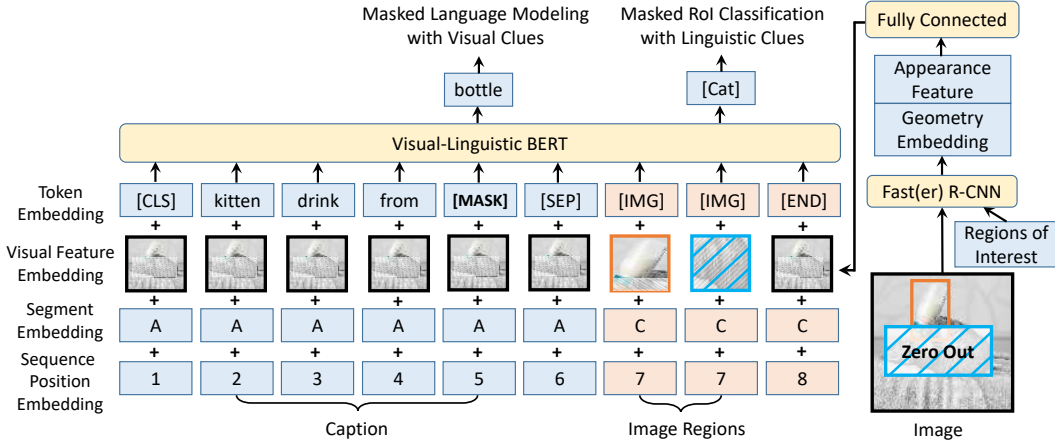 Masked Language Modeling
with Visual Clues
Masked RoI Classification
with Linguistic Clues
Fully Connected
bottle
[Cat]
Appearance
Feature
Geometry
Embedding
Visual-Linguistic BERT
Fast(er) R-CNN
Regions of
Interest
Token
Embedding
[CLS] kitten drink from [MASK] [SEP] [IMG] [IMG] [END]
+ + + + + + + + +
Visual Feature
Embedding
+ + + + + + + + +
Segment
Embedding
A A A A A A C C C
+ + + + + + + + +
Sequence
Position
Embedding
1 2 3 4 5 6 7 7 8
Zero Out
Caption
Image Regions
Image